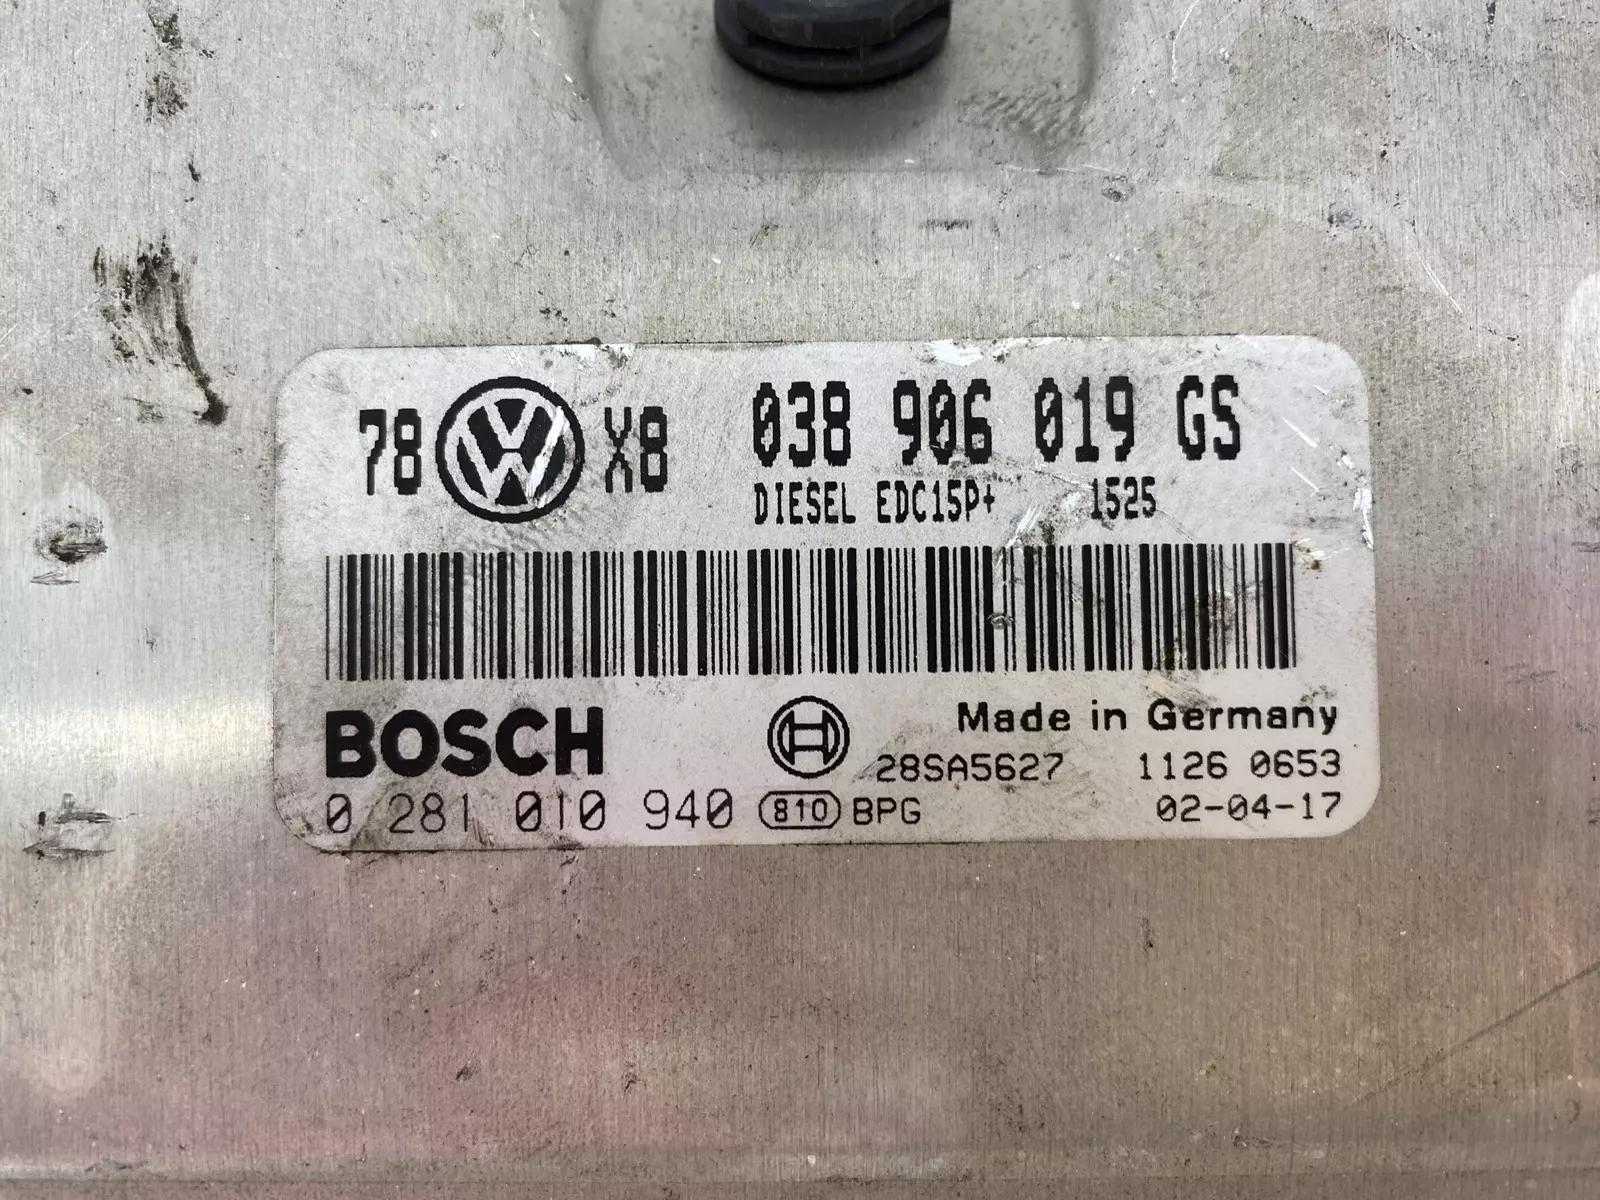 78 X8 038 906 019 GS
DIESEL EDC15P+ 1525
BOSCH Made in Germany
28SA5627 1126 0653
0 281 010 940 810 BPG 02-04-17